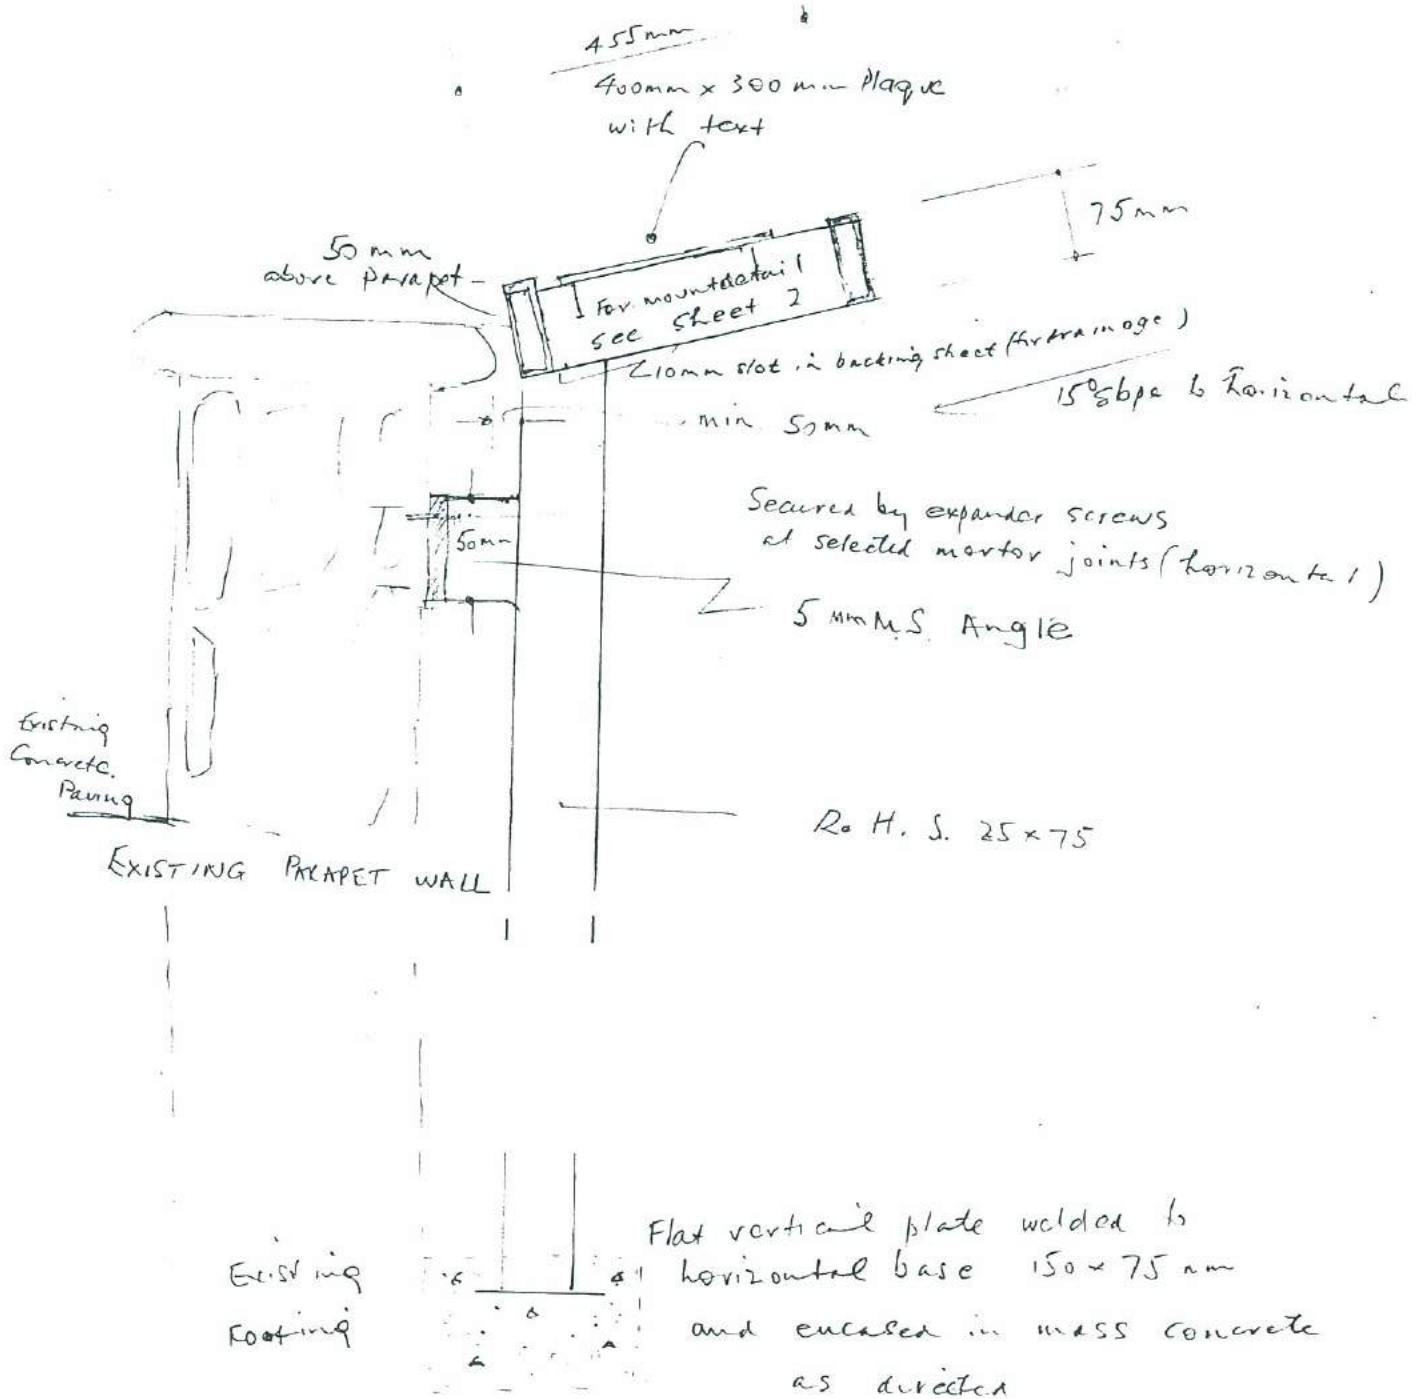 455mm
400mm x 300mm Plaque
with text
75mm
50mm
above parapet
For mount detail
see sheet 2
10mm slot in backing sheet (for drainage)
15° slope to horizontal
min 50mm
Secured by expander screws
at selected mortor joints (horizontal)
50mm
5mm M.S. Angle
Existing
Concrete.
Paving
R. H. S. 25 x 75
EXISTING PARAPET WALL
Flat vertical plate welded to
horizontal base 150 x 75 mm
and encased in mass concrete
as directed
Existing
Footing